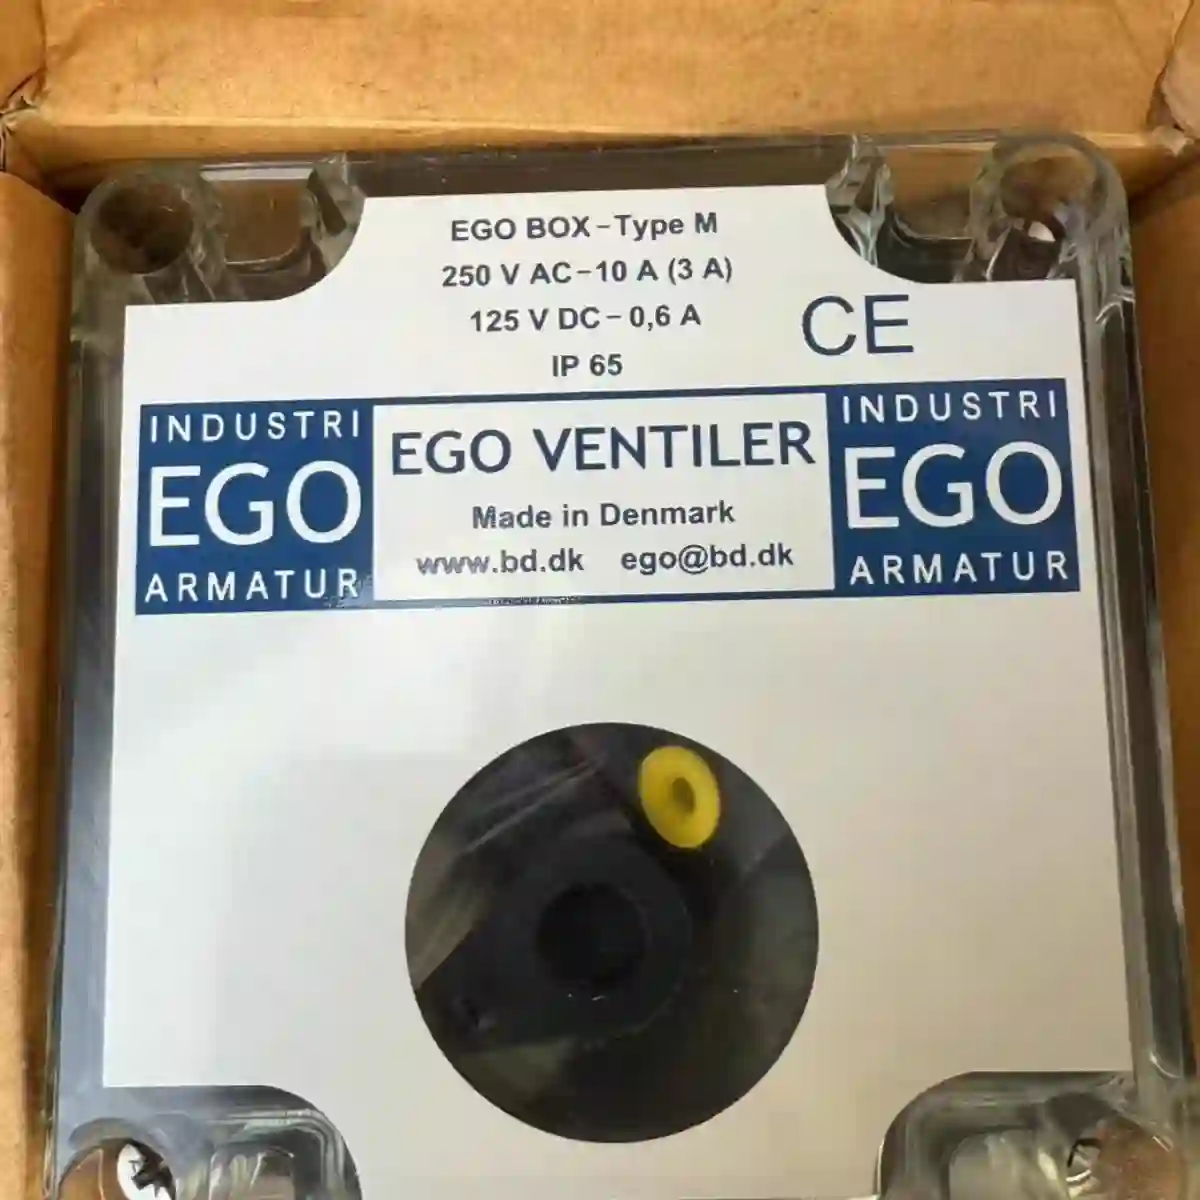 EGO BOX-Type M
250 V AC-10 A (3 A)
125 V DC-0,6 A
IP 65
CE
INDUSTRI
EGO
ARMATUR
EGO VENTILER
Made in Denmark
www.bd.dk ego@bd.dk
INDUSTRI
EGO
ARMATUR